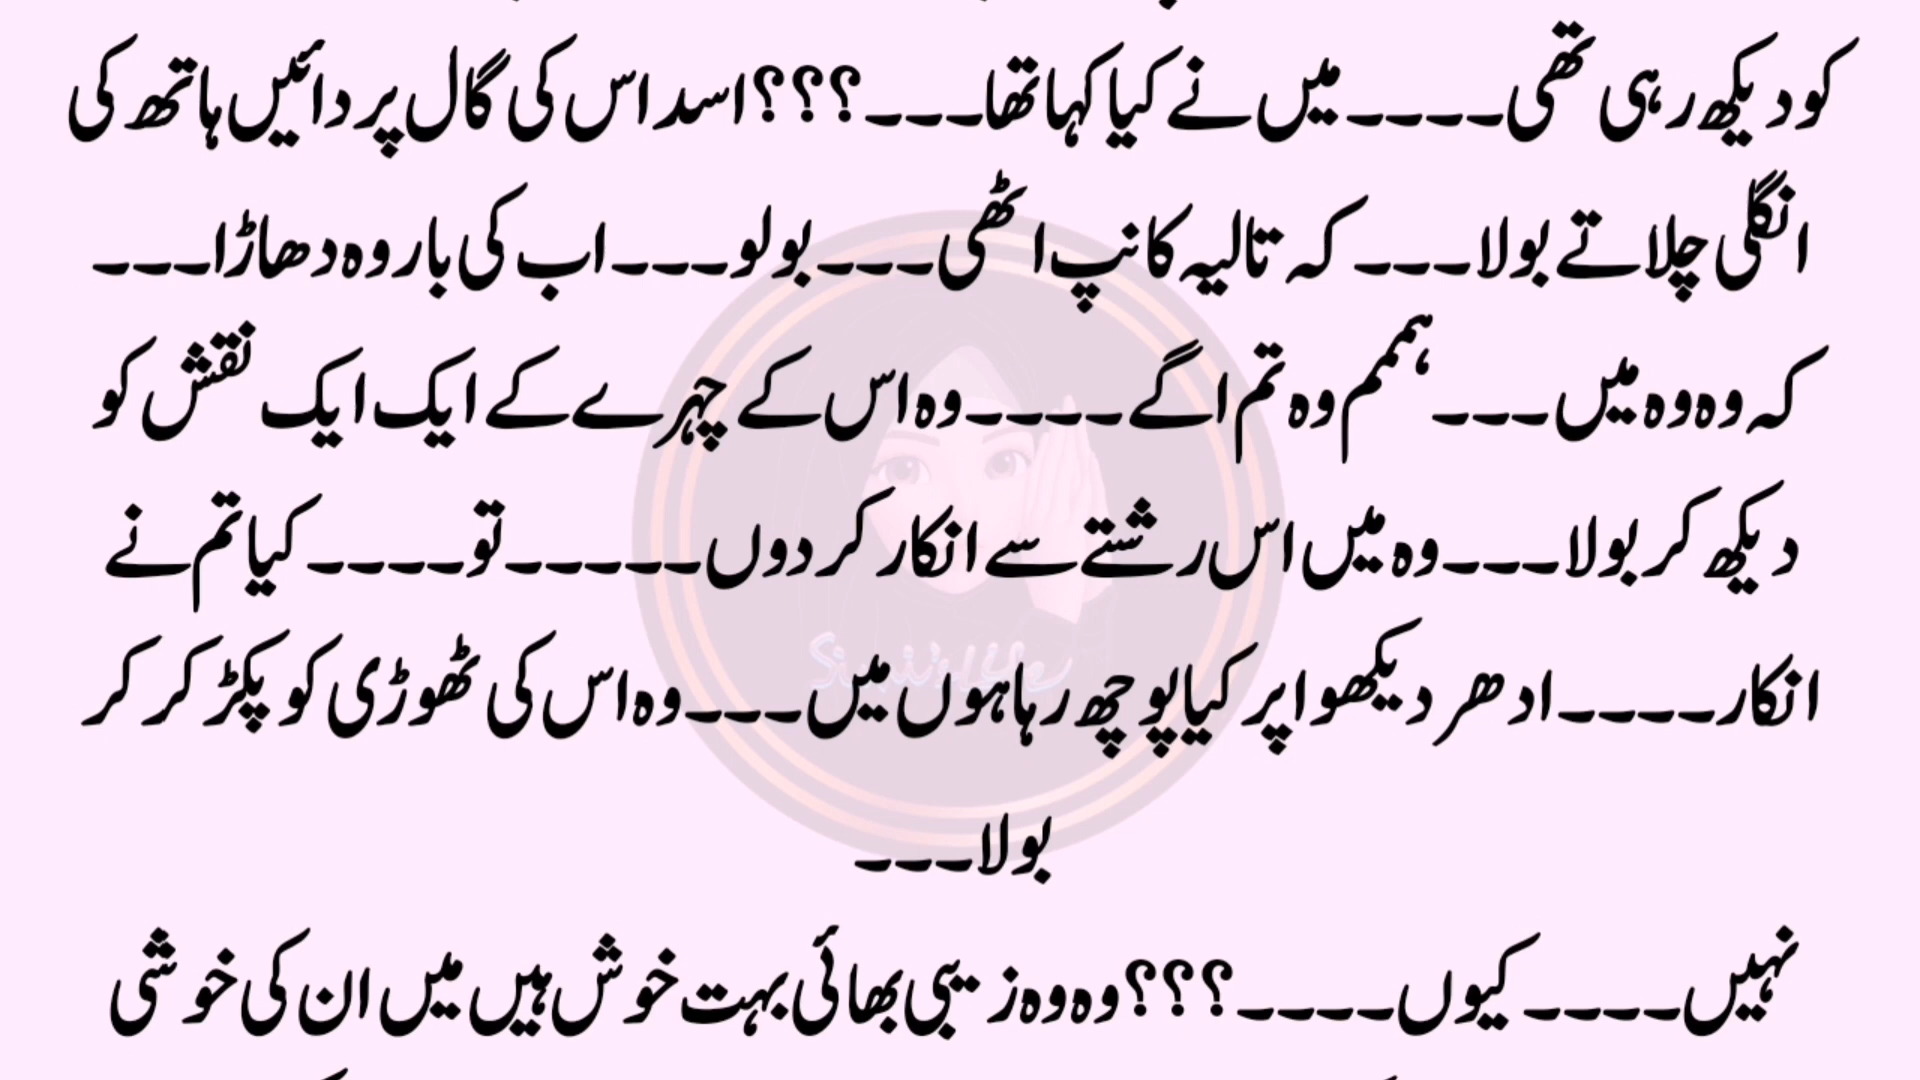 کو دیکھ رہی تھی۔۔۔۔ میں نے کیا کہا تھا۔۔۔؟؟؟ اسد اس کی گال پر دائیں ہاتھ کی
انگلی چلاتے بولا۔۔۔ کہ تالیہ کانپ اٹھی۔۔۔ بولو۔۔۔ اب کی بار وہ دھاڑا۔۔۔
کہ وہ وہ میں۔۔۔ ہممم وہ تم اگے۔۔۔۔ وہ اس کے چہرے کے ایک ایک نقش کو
دیکھ کر بولا۔۔۔ وہ میں اس رشتے سے انکار کر دوں۔۔۔۔۔ تو۔۔۔۔ کیا تم نے
انکار۔۔۔۔ ادھر دیکھو اپر کیا پوچھ رہا ہوں میں۔۔۔ وہ اس کی ٹھوڑی کو پکڑ کر کر
بولا۔۔۔
نہیں۔۔۔۔ کیوں۔۔۔۔؟؟؟ وہ وہ زیبی بھائی بہت خوش ہیں میں ان کی خوشی